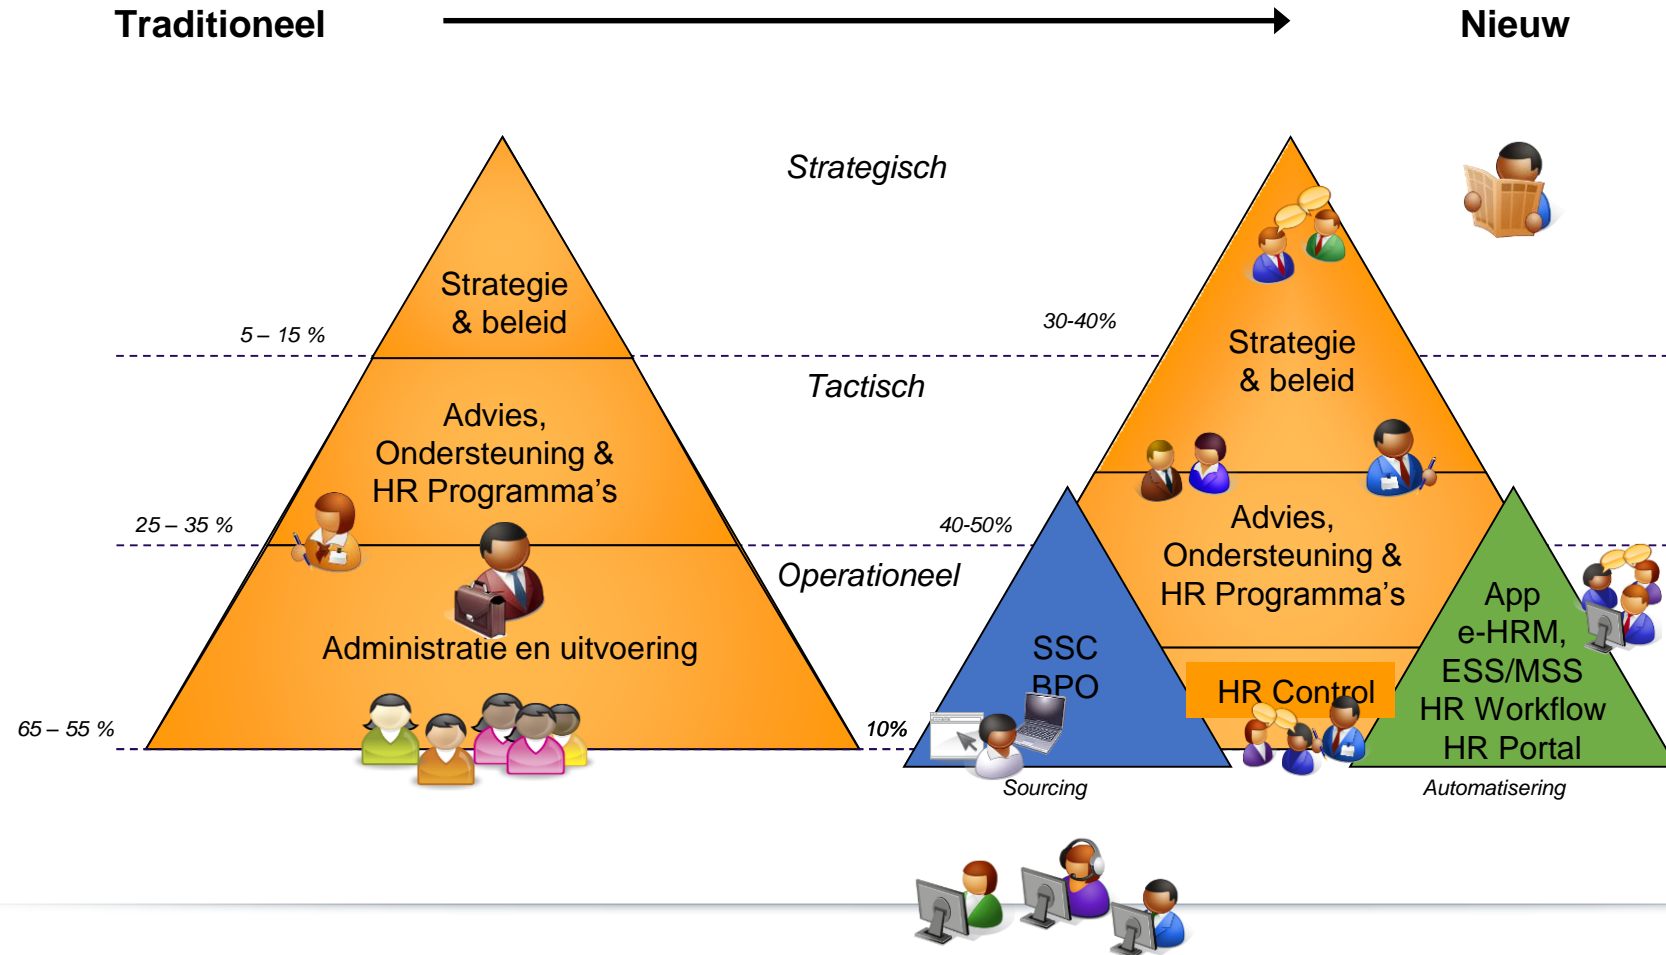 Traditioneel
Nieuw
Strategisch
Strategie
& beleid
5 – 15 %
30-40%
Strategie
& beleid
Tactisch
Advies,
Ondersteuning &
HR Programma's
25 – 35 %
40-50%
Advies,
Ondersteuning &
HR Programma's
Operationeel
Administratie en uitvoering
65 – 55 %
10%
SSC
BPO
HR Control
App
e-HRM,
ESS/MSS
HR Workflow
HR Portal
Sourcing
Automatisering